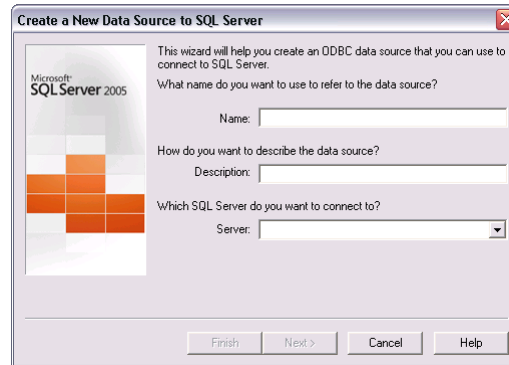 Create a New Data Source to SQL Server
Microsoft®
SQL Server 2005
This wizard will help you create an ODBC data source that you can use to
connect to SQL Server.
What name do you want to use to refer to the data source?
Name:
How do you want to describe the data source?
Description:
Which SQL Server do you want to connect to?
Server:
Finish
Next >
Cancel
Help